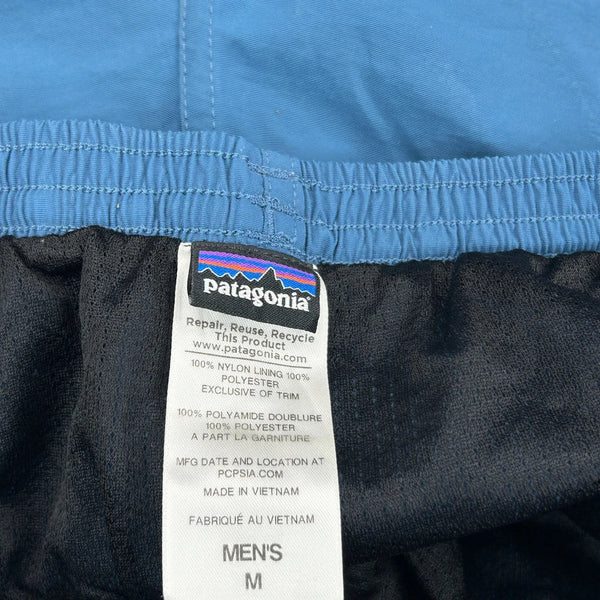 patagonia
Repair, Reuse, Recycle
This Product
www.patagonia.com
100% NYLON LINING 100%
POLYESTER
EXCLUSIVE OF TRIM
100% POLYAMIDE DOUBLURE
100% POLYESTER
A PART LA GARNITURE
MFG DATE AND LOCATION AT
PCPSIA.COM
MADE IN VIETNAM
FABRIQUÉ AU VIETNAM
MEN'S
M